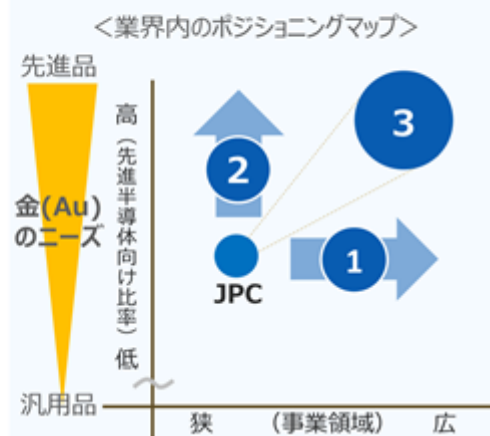 ＜業界内のポジショニングマップ＞
先進品
金(Au)
のニーズ
汎用品
高（先進半導体向け比率）低
2
3
1
JPC
狭 （事業領域） 広